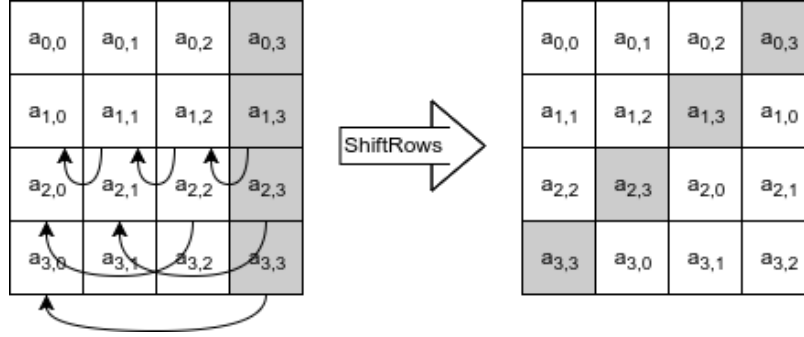 a0,0 a0,1 a0,2 a0,3 a0,0 a0,1 a0,2 a0,3
a1,0 a1,1 a1,2 a1,3 a1,1 a1,2 a1,3 a1,0
ShiftRows
a2,0 a2,1 a2,2 a2,3 a2,2 a2,3 a2,0 a2,1
a3,0 a3,1 a3,2 a3,3 a3,3 a3,0 a3,1 a3,2